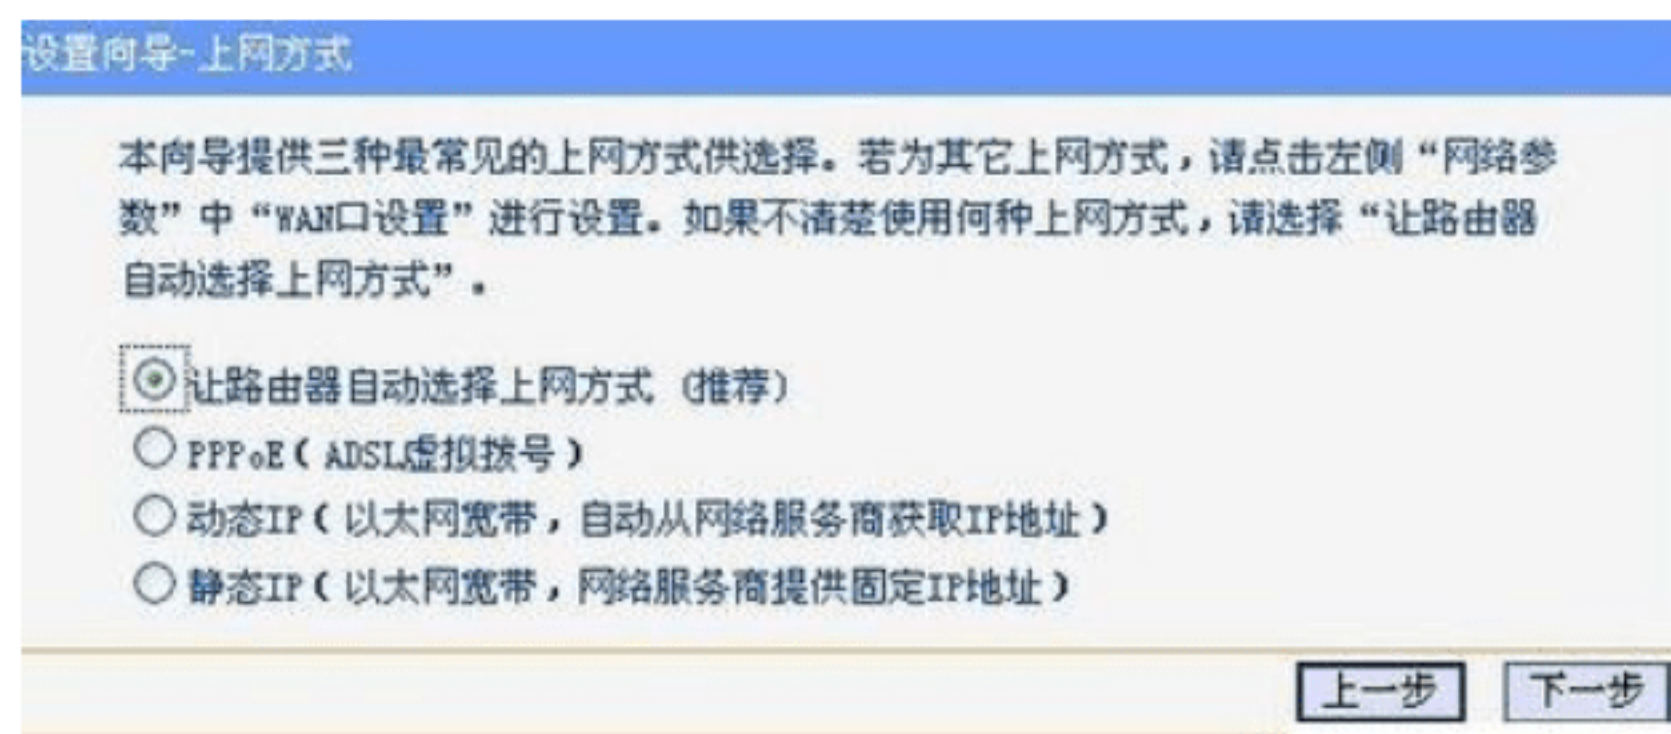 设置向导-上网方式
本向导提供三种最常见的上网方式供选择。若为其它上网方式，请点击左侧“网络参
数”中“WAN口设置”进行设置。如果不清楚使用何种上网方式，请选择“让路由器
自动选择上网方式”。
让路由器自动选择上网方式（推荐）
PPPoE（ADSL虚拟拨号）
动态IP（以太网宽带，自动从网络服务商获取IP地址）
静态IP（以太网宽带，网络服务商提供固定IP地址）
上一步 下一步